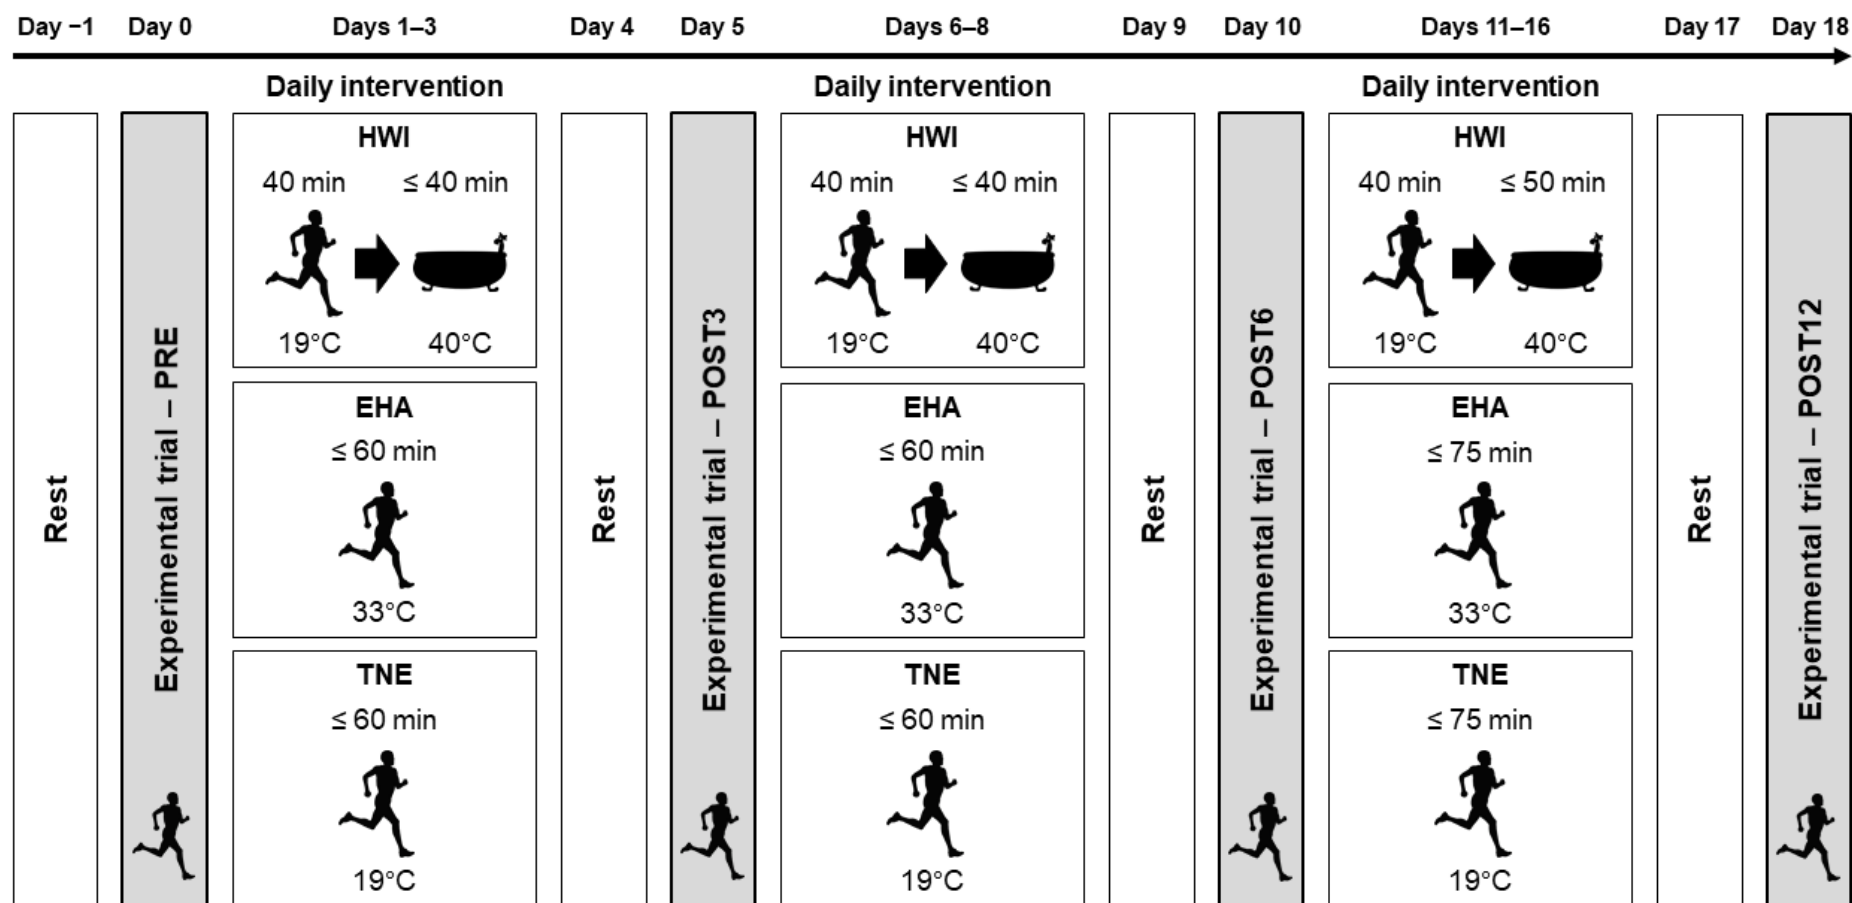 Day −1 Day 0 Days 1–3 Day 4 Day 5 Days 6–8 Day 9 Day 10 Days 11–16 Day 17 Day 18
Daily intervention Daily intervention Daily intervention
Rest
Experimental trial – PRE
HWI
40 min ≤ 40 min
19°C 40°C
EHA
≤ 60 min
33°C
TNE
≤ 60 min
19°C
Rest
Experimental trial – POST3
HWI
40 min ≤ 40 min
19°C 40°C
EHA
≤ 60 min
33°C
TNE
≤ 60 min
19°C
Rest
Experimental trial – POST6
HWI
40 min ≤ 50 min
19°C 40°C
EHA
≤ 75 min
33°C
TNE
≤ 75 min
19°C
Rest
Experimental trial – POST12